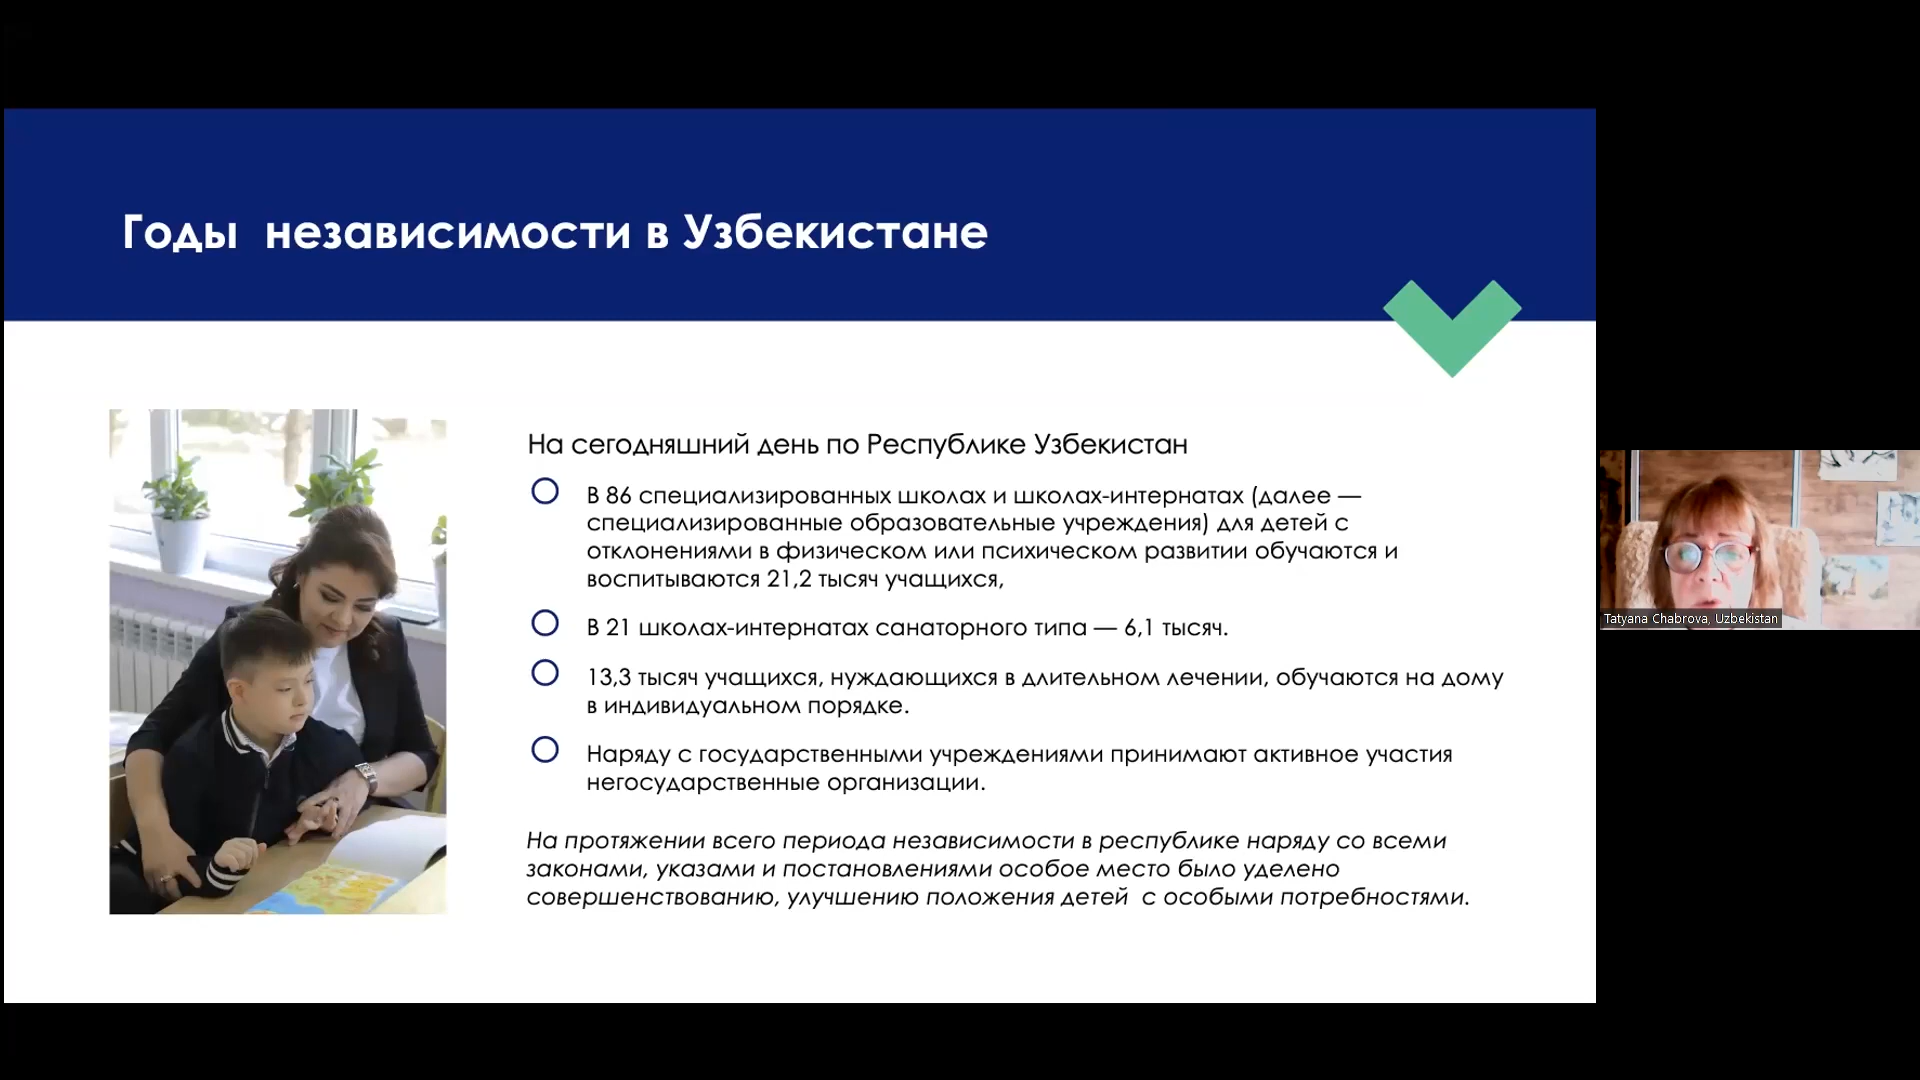 Годы  независимости в Узбекистане
На сегодняшний день по Республике Узбекистан
В 86 специализированных школах и школах-интернатах (далее —
специализированные образовательные учреждения) для детей с
отклонениями в физическом или психическом развитии обучаются и
воспитываются 21,2 тысяч учащихся,
В 21 школах-интернатах санаторного типа — 6,1 тысяч.
13,3 тысяч учащихся, нуждающихся в длительном лечении, обучаются на дому
в индивидуальном порядке.
Наряду с государственными учреждениями принимают активное участия
негосударственные организации.
На протяжении всего периода независимости в республике наряду со всеми
законами, указами и постановлениями особое место было уделено
совершенствованию, улучшению положения детей  с особыми потребностями.
Tatyana Chabrova, Uzbekistan